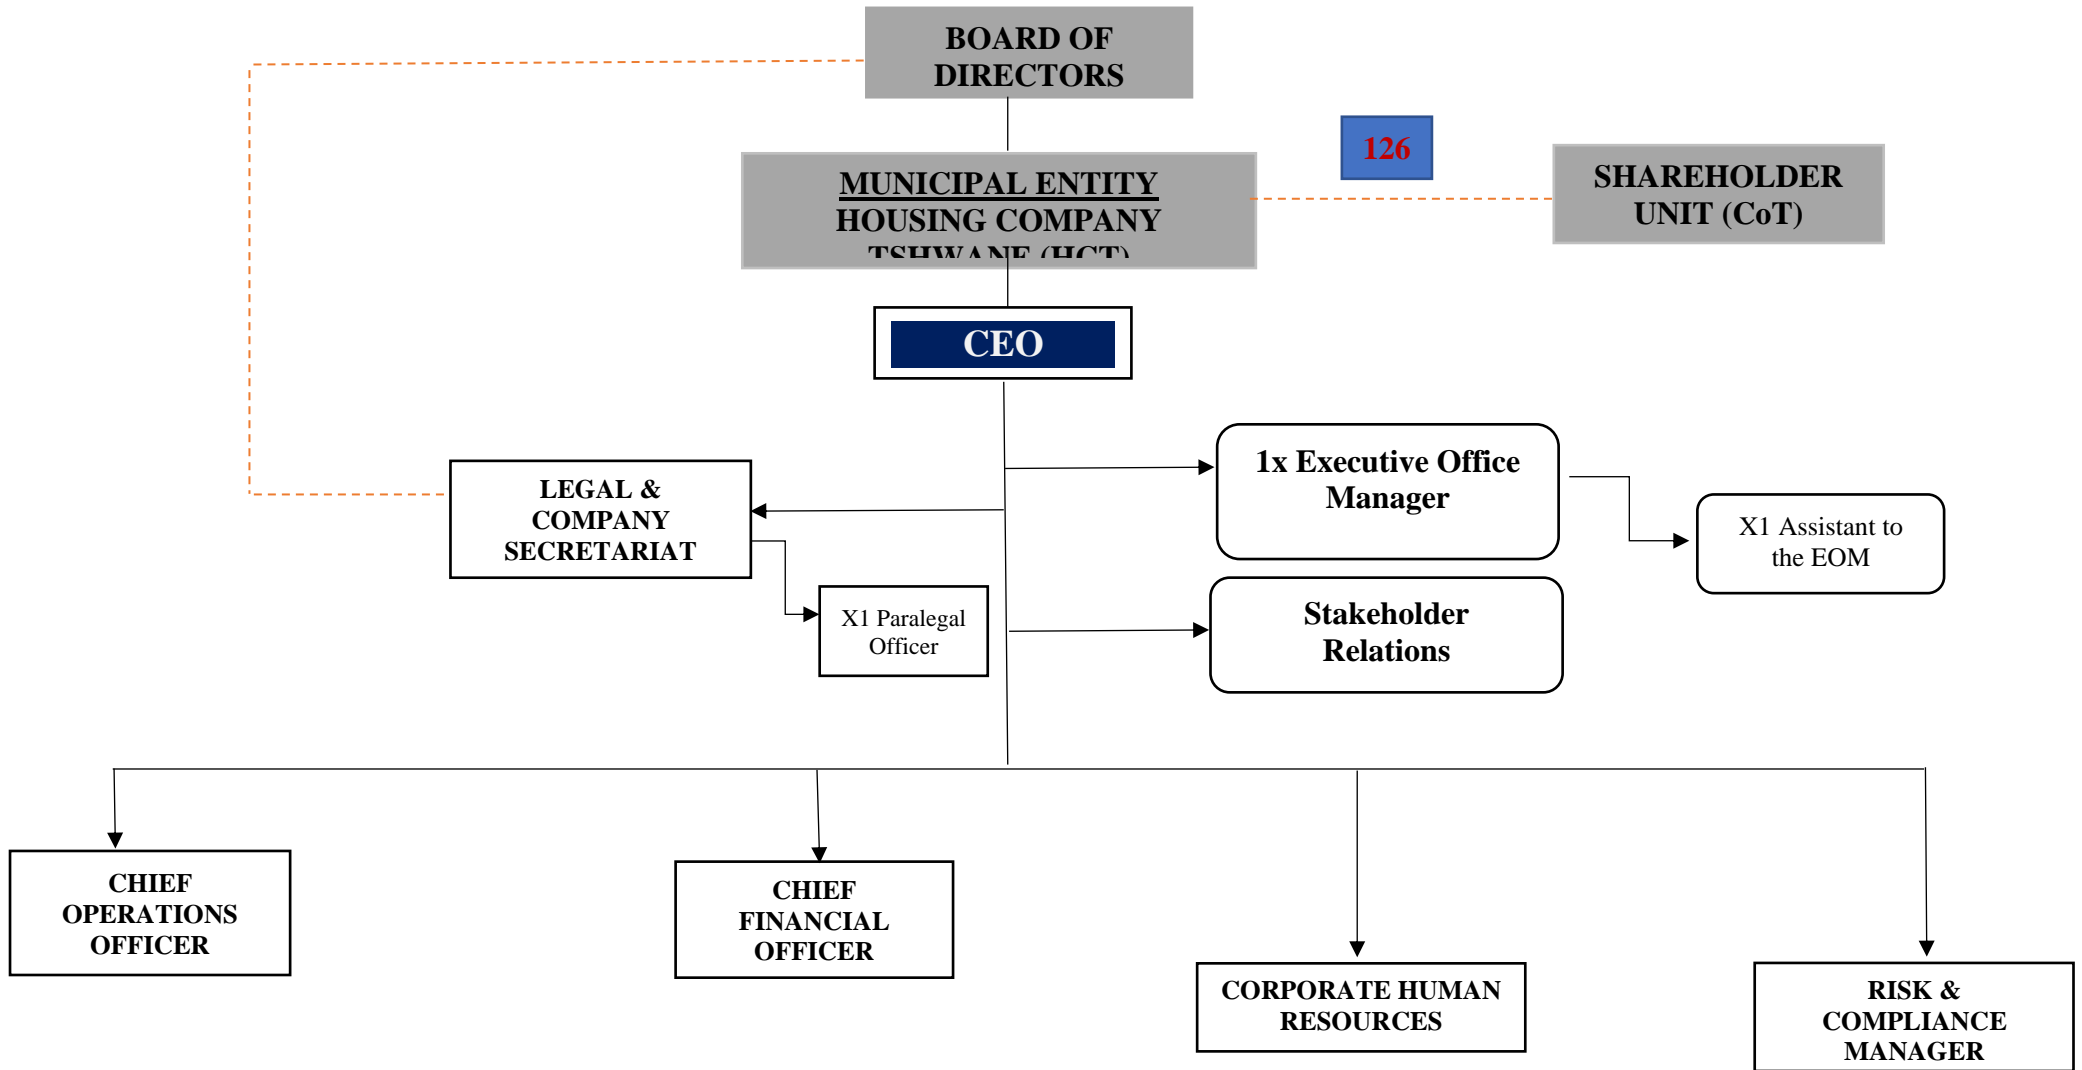 BOARD OF
DIRECTORS
126
MUNICIPAL ENTITY
HOUSING COMPANY
TSHWANE (HCT)
SHAREHOLDER
UNIT (CoT)
CEO
1x Executive Office
Manager
LEGAL &
COMPANY
SECRETARIAT
X1 Assistant to
the EOM
X1 Paralegal
Officer
Stakeholder
Relations
CHIEF
OPERATIONS
OFFICER
CHIEF
FINANCIAL
OFFICER
CORPORATE HUMAN
RESOURCES
RISK &
COMPLIANCE
MANAGER